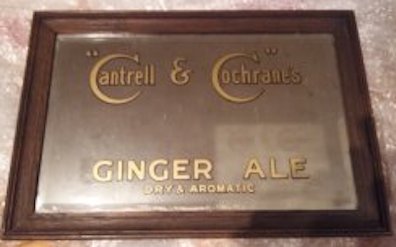 "Cantrell & Cochrane's"
GINGER ALE
DRY & AROMATIC